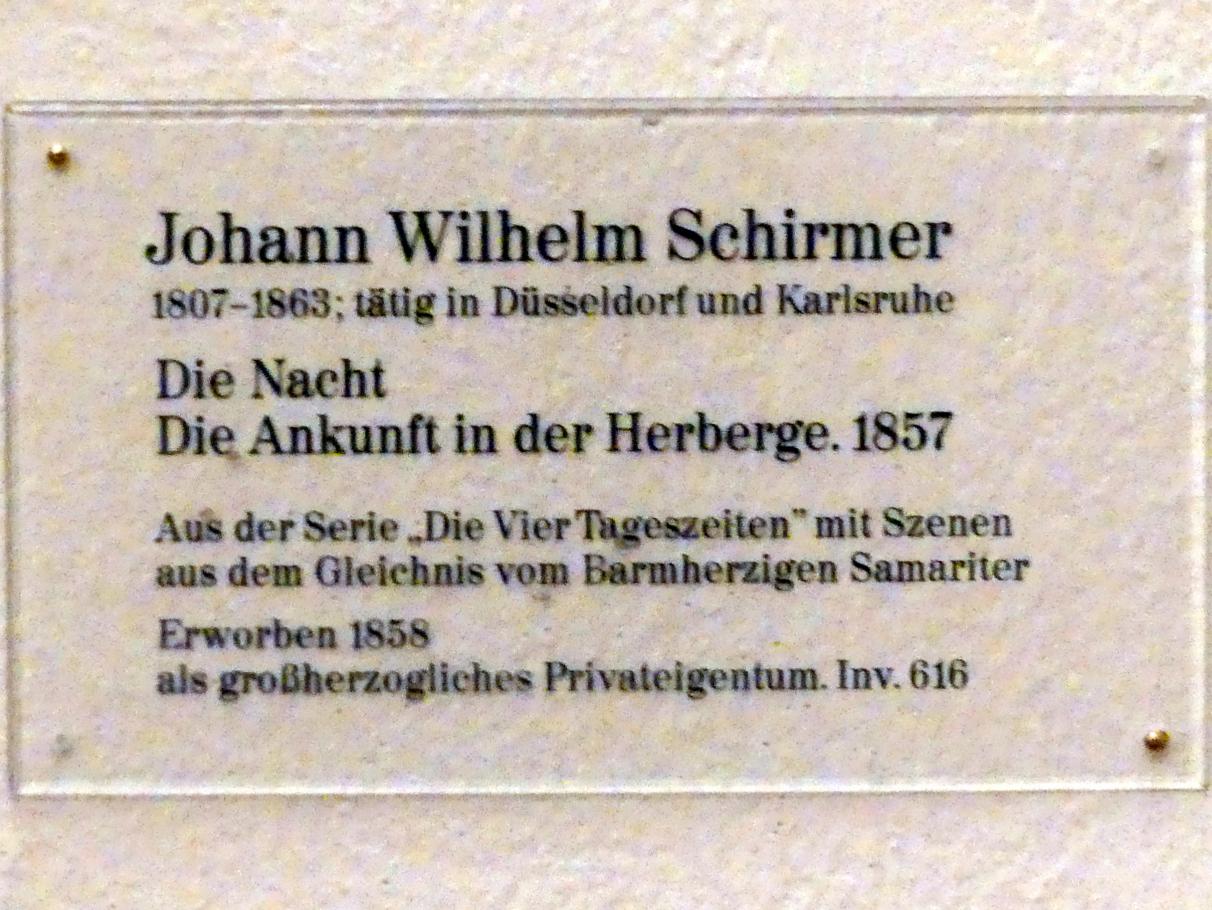 Johann Wilhelm Schirmer
1807–1863; tätig in Düsseldorf und Karlsruhe
Die Nacht
Die Ankunft in der Herberge. 1857
Aus der Serie „Die Vier Tageszeiten” mit Szenen
aus dem Gleichnis vom Barmherzigen Samariter
Erworben 1858
als großherzogliches Privateigentum. Inv. 616